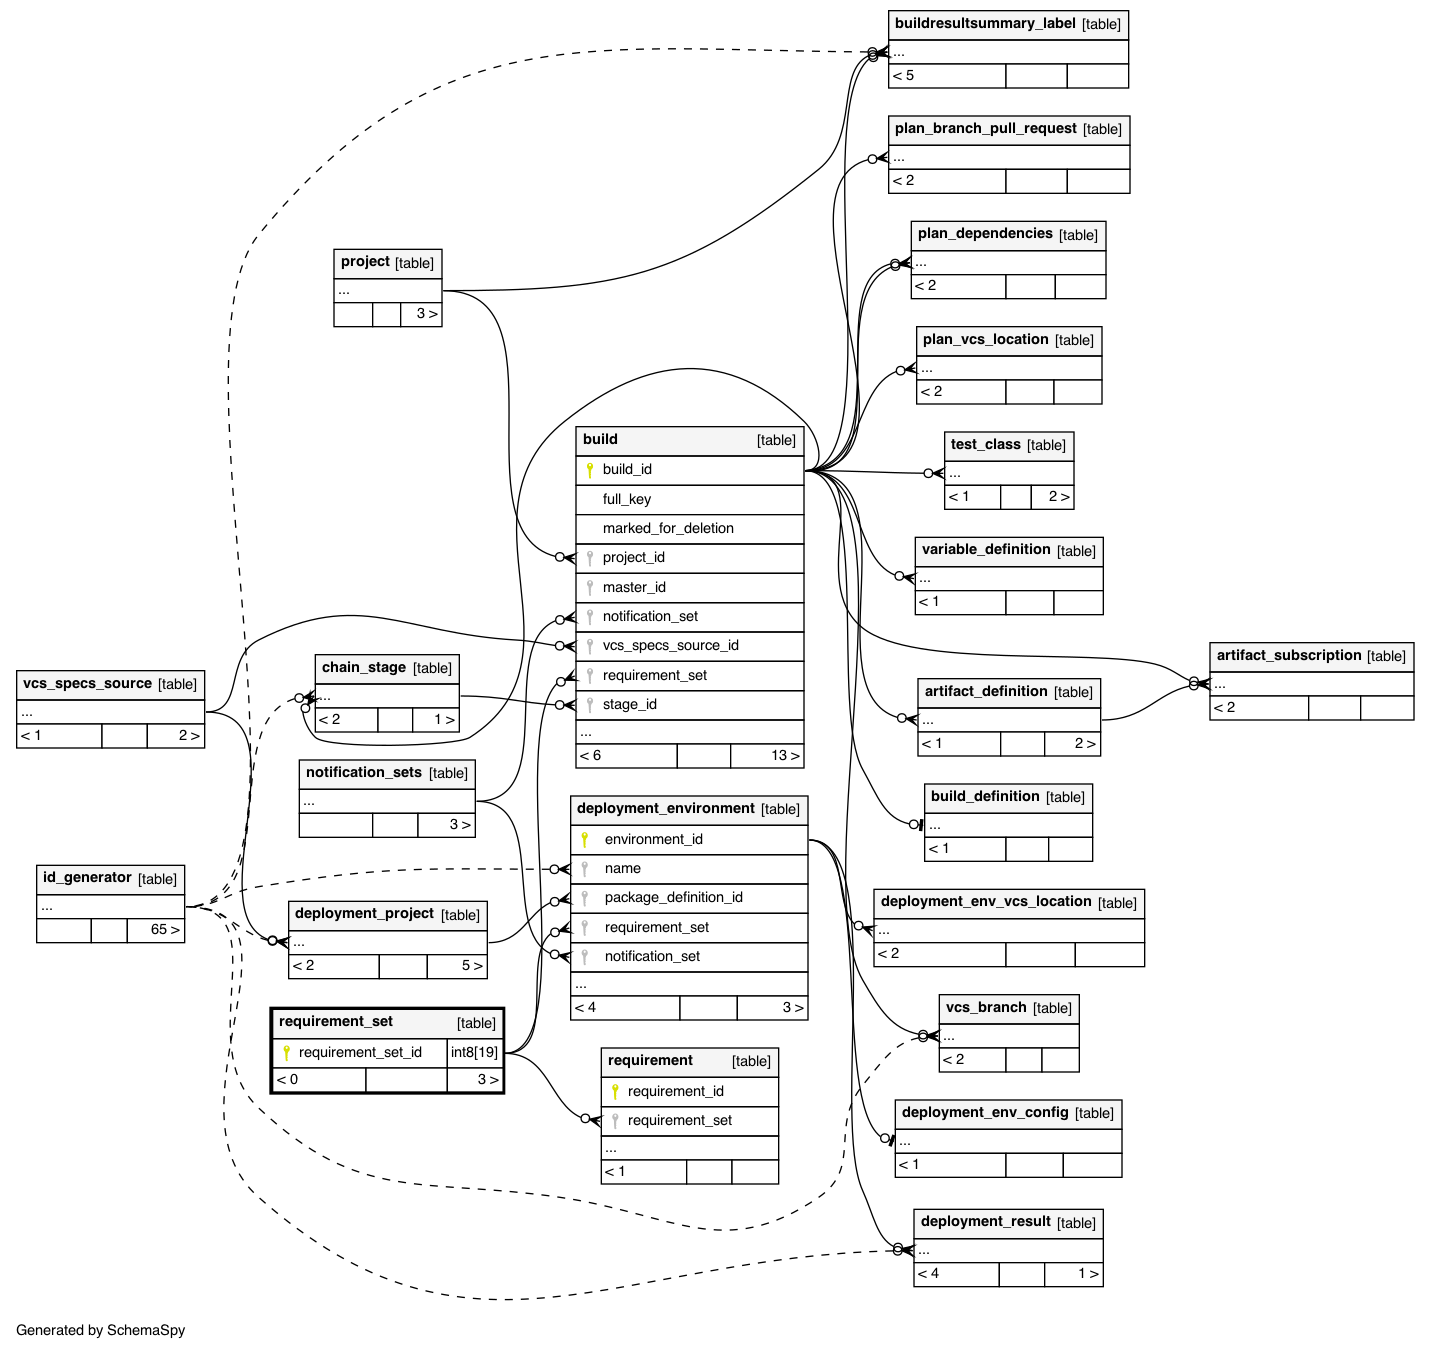 buildresultsummary_label [table]
...
< 5
plan_branch_pull_request [table]
...
< 2
plan_dependencies [table]
...
< 2
project [table]
...
3 >
plan_vcs_location [table]
...
< 2
build [table]
build_id
full_key
marked_for_deletion
project_id
master_id
notification_set
vcs_specs_source_id
requirement_set
stage_id
...
< 6 13 >
test_class [table]
...
< 1 2 >
variable_definition [table]
...
< 1
artifact_subscription [table]
...
< 2
vcs_specs_source [table]
...
< 1 2 >
chain_stage [table]
...
< 2 1 >
artifact_definition [table]
...
< 1 2 >
notification_sets [table]
...
3 >
build_definition [table]
...
< 1
deployment_environment [table]
environment_id
name
package_definition_id
requirement_set
notification_set
...
< 4 3 >
id_generator [table]
...
65 >
deployment_project [table]
...
< 2 5 >
deployment_env_vcs_location [table]
...
< 2
requirement_set [table]
requirement_set_id int8[19]
< 0 3 >
vcs_branch [table]
...
< 2
requirement [table]
requirement_id
requirement_set
...
< 1
deployment_env_config [table]
...
< 1
deployment_result [table]
...
< 4 1 >
Generated by SchemaSpy